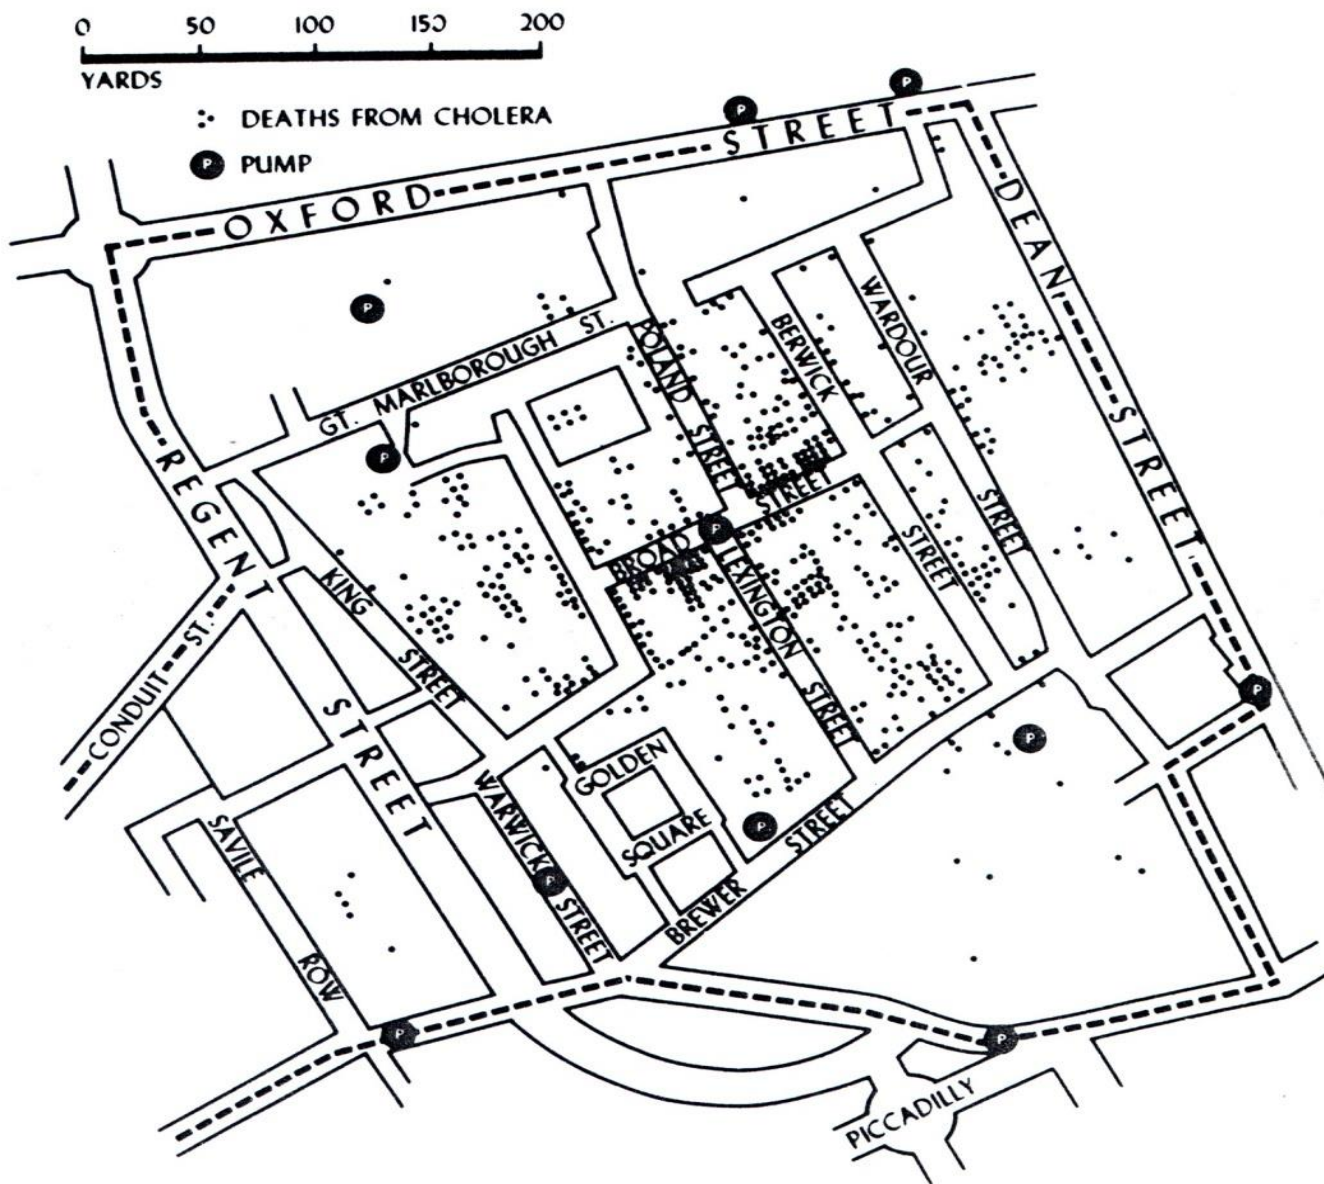 0 50 100 150 200
YARDS
DEATHS FROM CHOLERA
P PUMP
OXFORD STREET
DEAN STREET
REGENT STREET
CONDUIT ST.
GT. MARLBOROUGH ST.
POLAND STREET
BERWICK STREET
WARDOUR STREET
BROAD STREET
LEXINGTON STREET
KING STREET
WARWICK STREET
GOLDEN SQUARE
BREWER STREET
SAVILE ROW
PICCADILLY
P
P
P
P
P
P
P
P
P
P
P